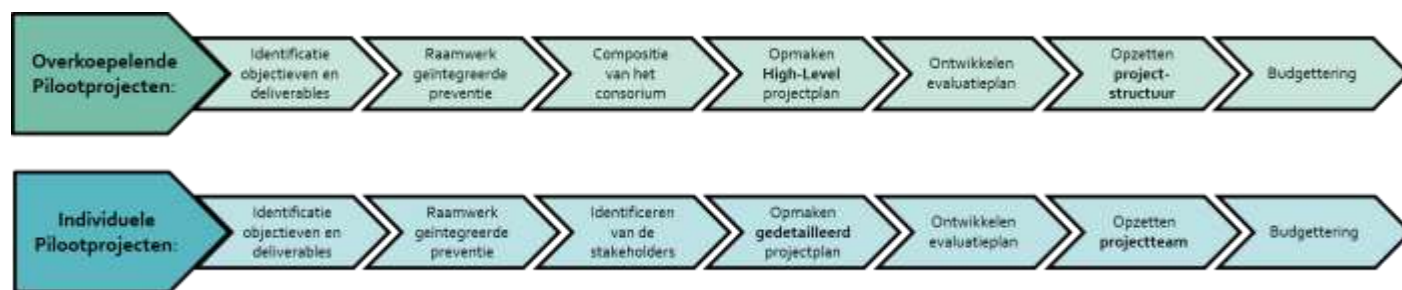 Overkoepelende
Pilootprojecten:
Identificatie
objectieven en
deliverables
Raamwerk
geïntegreerde
preventie
Compositie
van het
consorium
Opmaken
High-Level
projectplan
Ontwikkelen
evaluatieplan
Opzetten
project-
structuur
Budgettering
Individuele
Pilootprojecten:
Identificatie
objectieven en
deliverables
Raamwerk
geïntegreerde
preventie
Identificeren
van de
stakeholders
Opmaken
gedetailleerd
projectplan
Ontwikkelen
evaluatieplan
Opzetten
projectteam
Budgettering